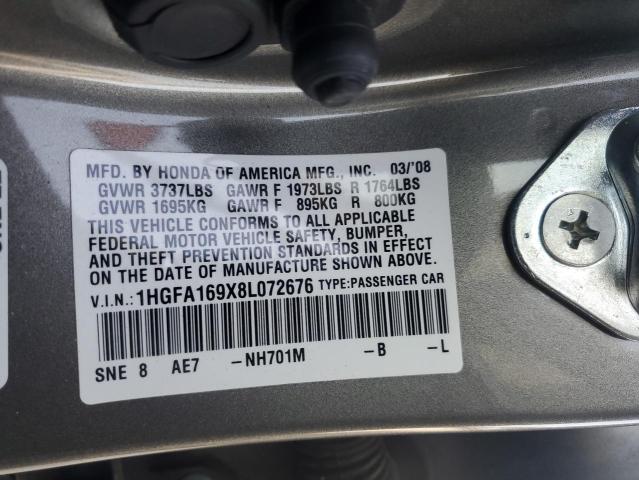 MFD. BY HONDA OF AMERICA MFG., INC. 03/'08
GVWR 3737LBS GAWR F 1973LBS R 1764LBS
GVWR 1695KG GAWR F 895KG R 800KG
THIS VEHICLE CONFORMS TO ALL APPLICABLE
FEDERAL MOTOR VEHICLE SAFETY, BUMPER,
AND THEFT PREVENTION STANDARDS IN EFFECT
ON THE DATE OF MANUFACTURE SHOWN ABOVE.
V.I.N.: 1HGFA169X8L072676 TYPE:PASSENGER CAR
SNE 8 AE7 -NH701M -B -L